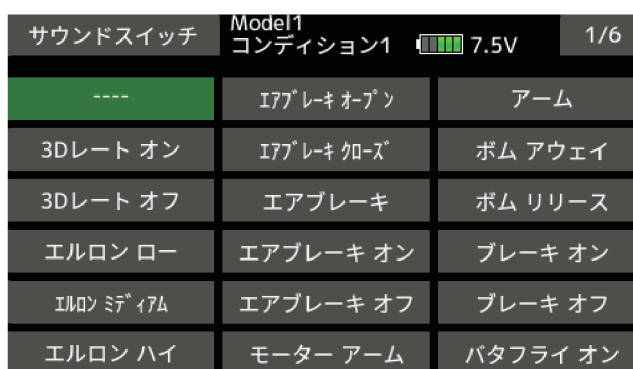 サウンドスイッチ
Model1
コンディション1 7.5V
1/6
---- ｴｱﾌﾞﾚｰｷ ｵｰﾌﾟﾝ アーム
3Dレート オン ｴｱﾌﾞﾚｰｷ ｸﾛｰｽﾞ ボム アウェイ
3Dレート オフ エアブレーキ ボム リリース
エルロン ロー エアブレーキ オン ブレーキ オン
ｴﾙﾛﾝ ﾐﾃﾞｨｱﾑ エアブレーキ オフ ブレーキ オフ
エルロン ハイ モーター アーム バタフライ オン